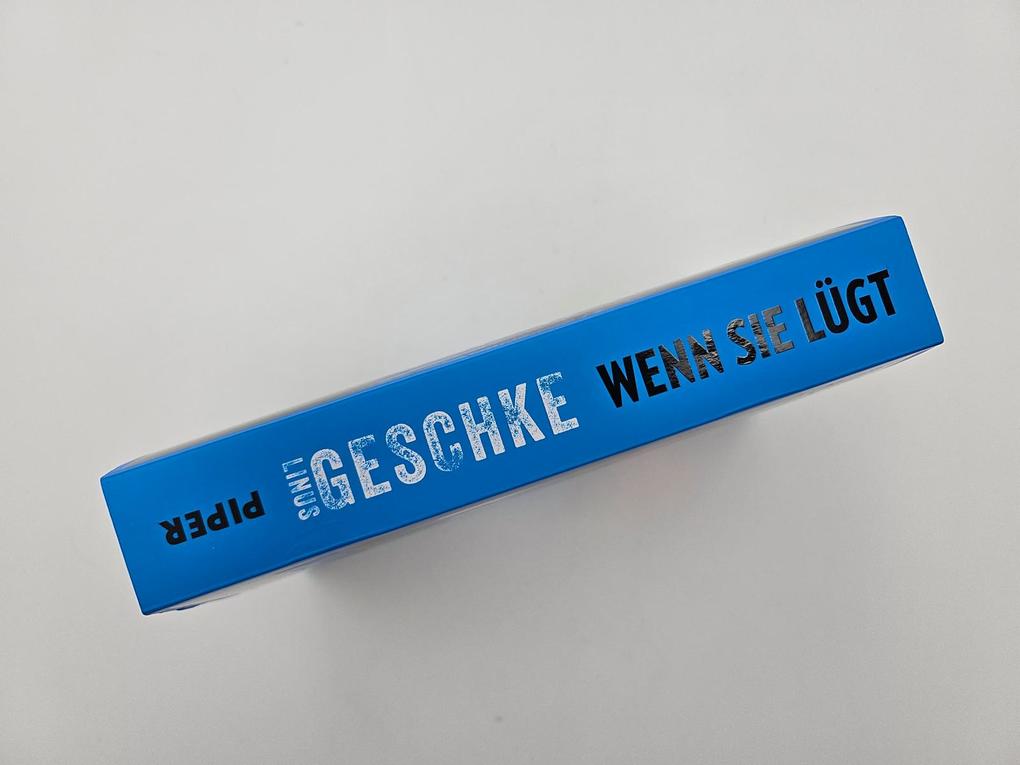 PIPER
LINUS
GESCHKE
WENN SIE LÜGT